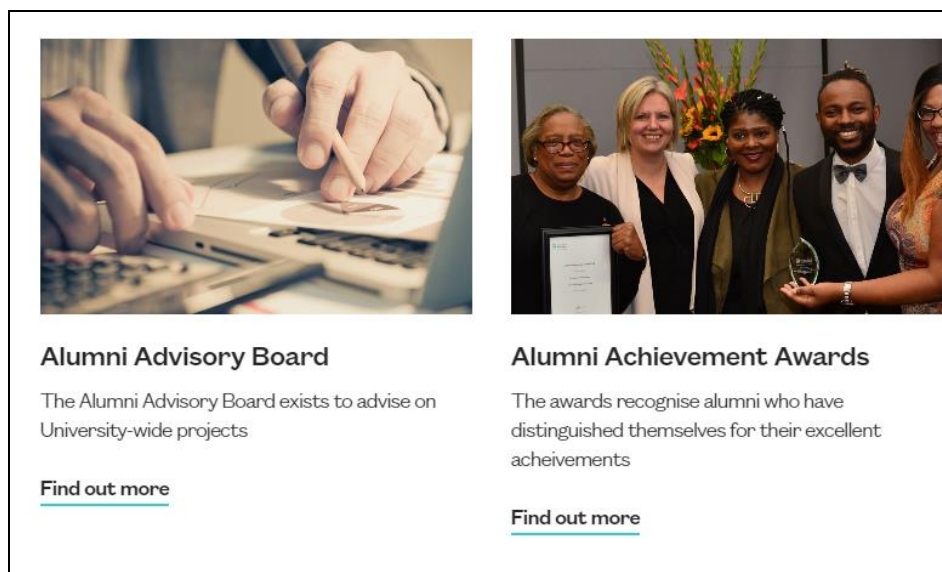 Alumni Advisory Board
The Alumni Advisory Board exists to advise on
University-wide projects
Find out more
Alumni Achievement Awards
The awards recognise alumni who have
distinguished themselves for their excellent
acheivements
Find out more